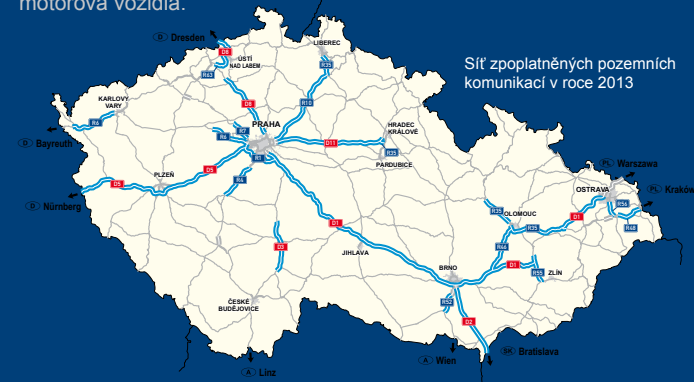 motorová vozidla.
Síť zpoplatněných pozemních
komunikací v roce 2013
D Dresden
D8
ÚSTÍ
NAD LABEM
R63
LIBEREC
R35
KARLOVY
VARY
R6
D Bayreuth
D8
R10
PRAHA
R7
R6
R1
D11
HRADEC
KRÁLOVÉ
R35
PARDUBICE
PL Warszawa
PLZEŇ
D5
R4
D5
D Nürnberg
OSTRAVA
PL Kraków
R56
R48
D1
R35
OLOMOUC
R35
D1
R46
D3
JIHLAVA
BRNO
D1
R55
ZLÍN
R52
ČESKÉ
BUDĚJOVICE
D2
A Linz
A Wien
SK Bratislava